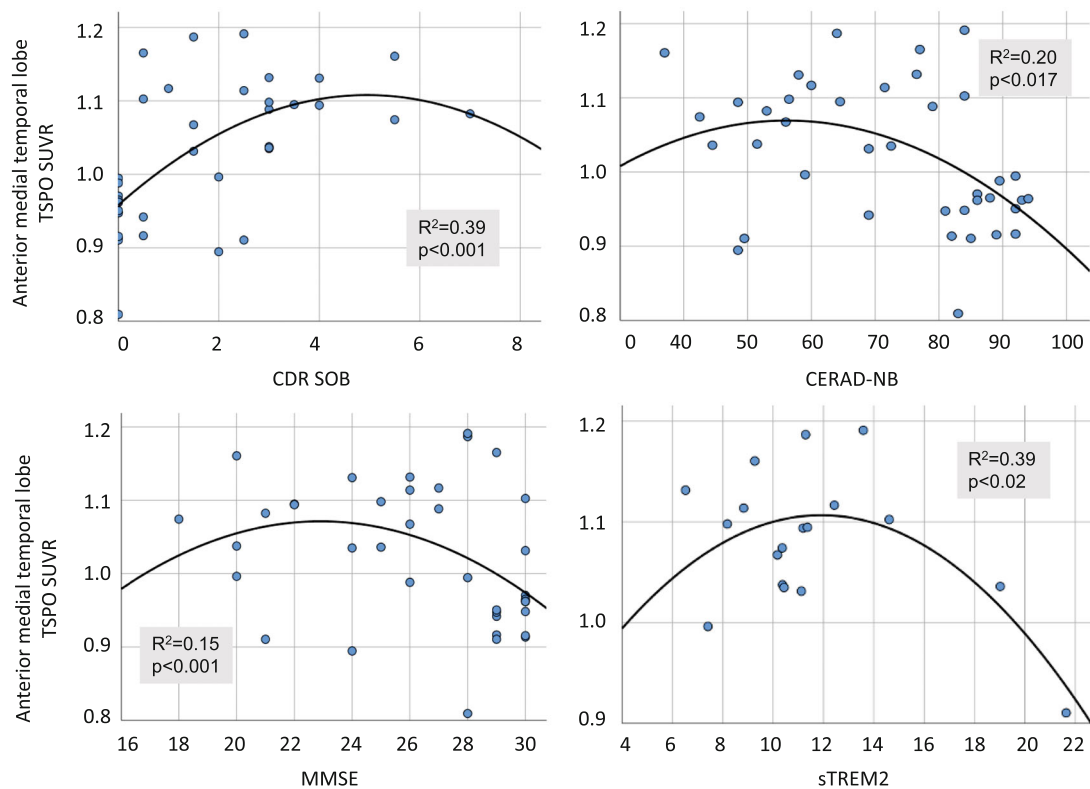 Anterior medial temporal lobe
TSPO SUVR
1.2
1.1
1.0
0.9
0.8
R²=0.39
p<0.001
0 2 4 6 8
CDR SOB
1.2
1.1
1.0
0.9
0.8
R²=0.20
p<0.017
0 40 50 60 70 80 90 100
CERAD-NB
Anterior medial temporal lobe
TSPO SUVR
1.2
1.1
1.0
0.9
0.8
R²=0.15
p<0.001
16 18 20 22 24 26 28 30
MMSE
1.2
1.1
1.0
0.9
R²=0.39
p<0.02
4 6 8 10 12 14 16 18 20 22
sTREM2